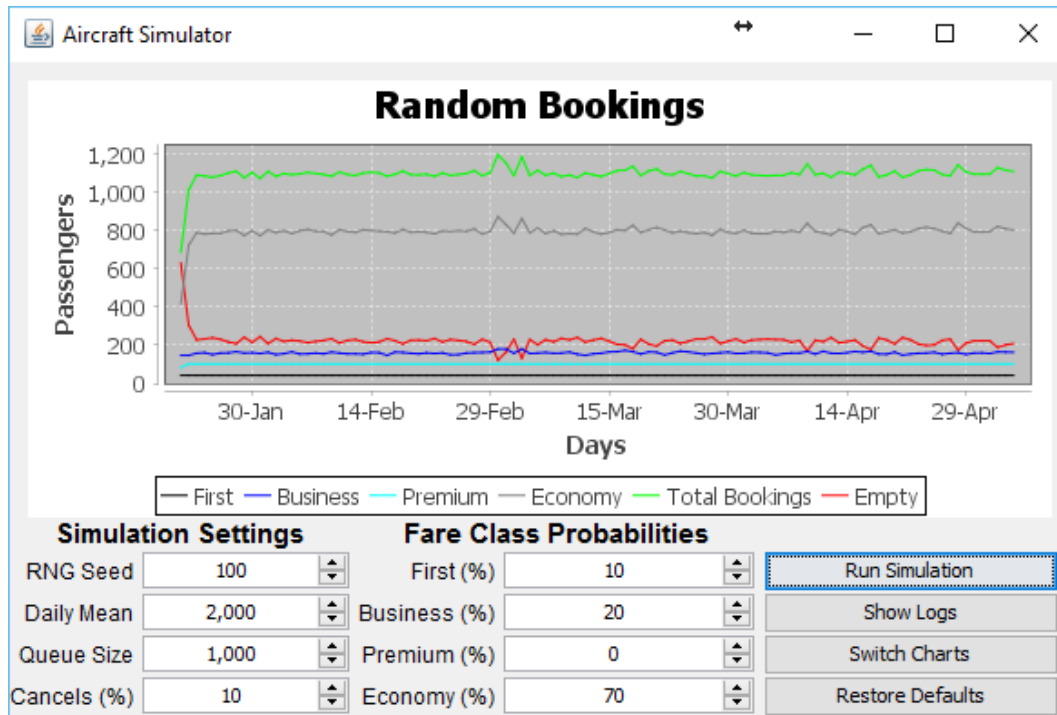 Aircraft Simulator
Random Bookings
Passengers
1,200
1,000
800
600
400
200
0
30-Jan 14-Feb 29-Feb 15-Mar 30-Mar 14-Apr 29-Apr
Days
First Business Premium Economy Total Bookings Empty
Simulation Settings Fare Class Probabilities
RNG Seed 100 First (%) 10 Run Simulation
Daily Mean 2,000 Business (%) 20 Show Logs
Queue Size 1,000 Premium (%) 0 Switch Charts
Cancels (%) 10 Economy (%) 70 Restore Defaults